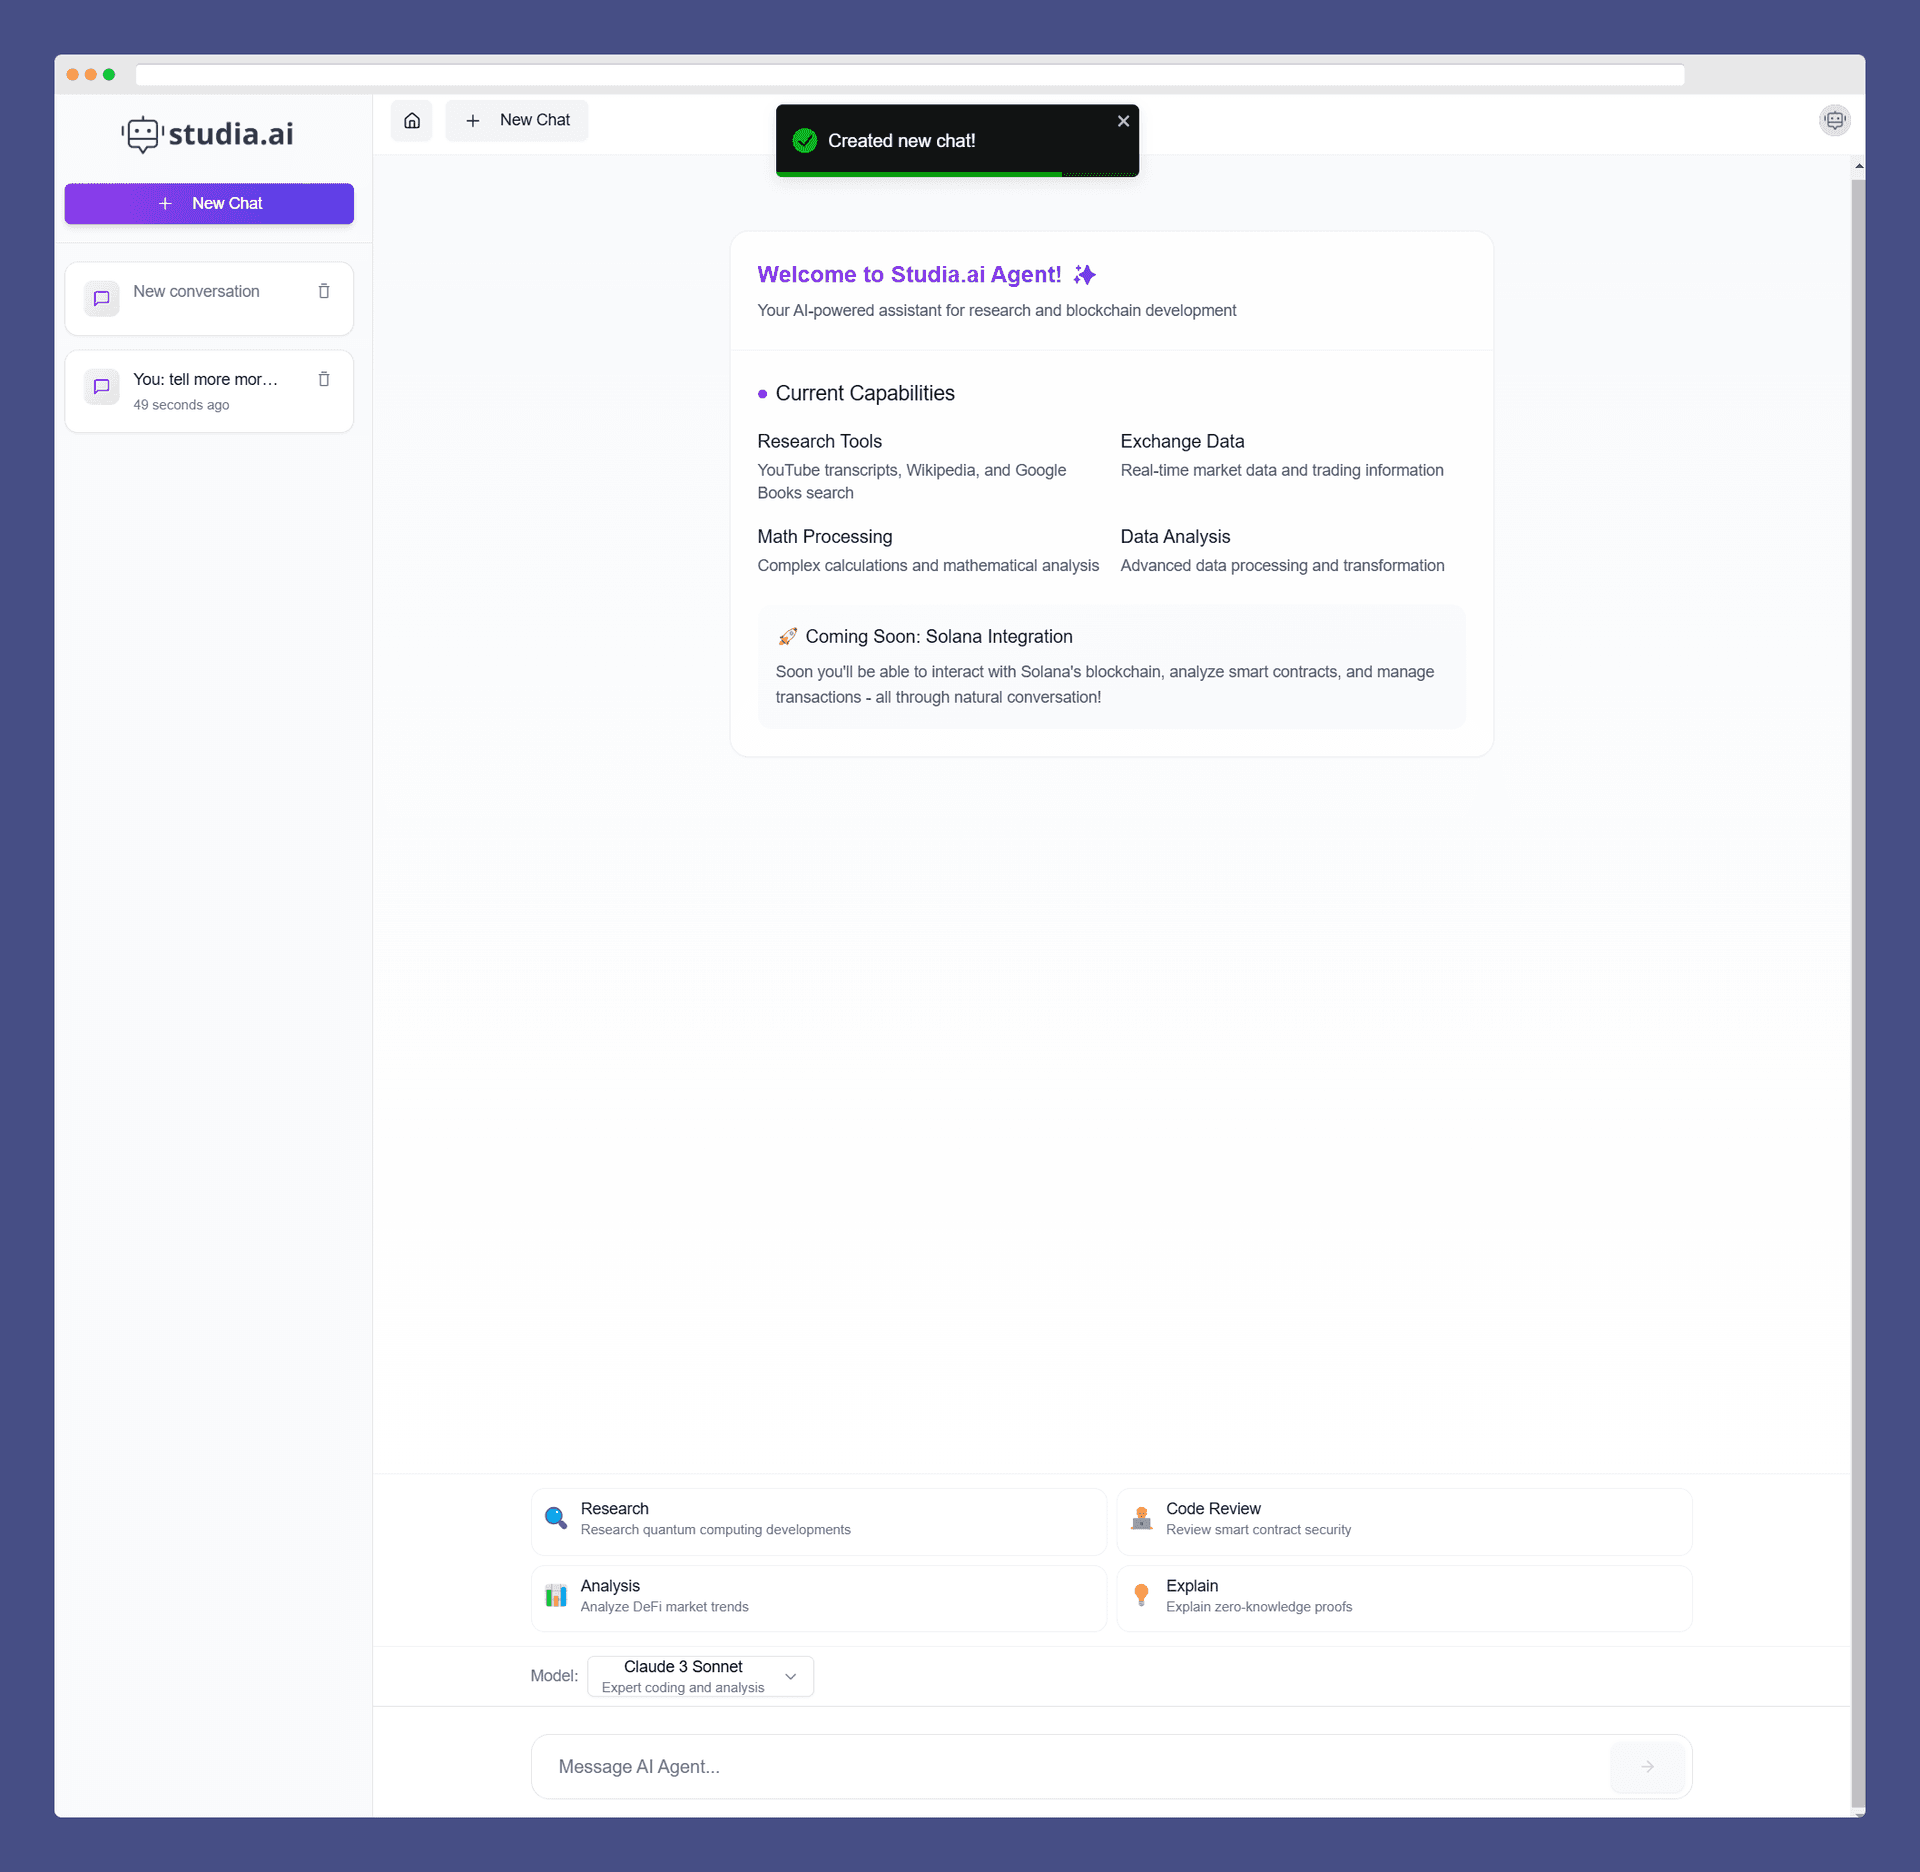 studia.ai
New Chat
New conversation
You: tell more mor…
49 seconds ago
New Chat
Created new chat!
Welcome to Studia.ai Agent!
Your AI-powered assistant for research and blockchain development
Current Capabilities
Research Tools
YouTube transcripts, Wikipedia, and Google
Books search
Exchange Data
Real-time market data and trading information
Math Processing
Complex calculations and mathematical analysis
Data Analysis
Advanced data processing and transformation
🚀 Coming Soon: Solana Integration
Soon you'll be able to interact with Solana's blockchain, analyze smart contracts, and manage
transactions - all through natural conversation!
Research
Research quantum computing developments
Code Review
Review smart contract security
Analysis
Analyze DeFi market trends
Explain
Explain zero-knowledge proofs
Model:
Claude 3 Sonnet
Expert coding and analysis
Message AI Agent...